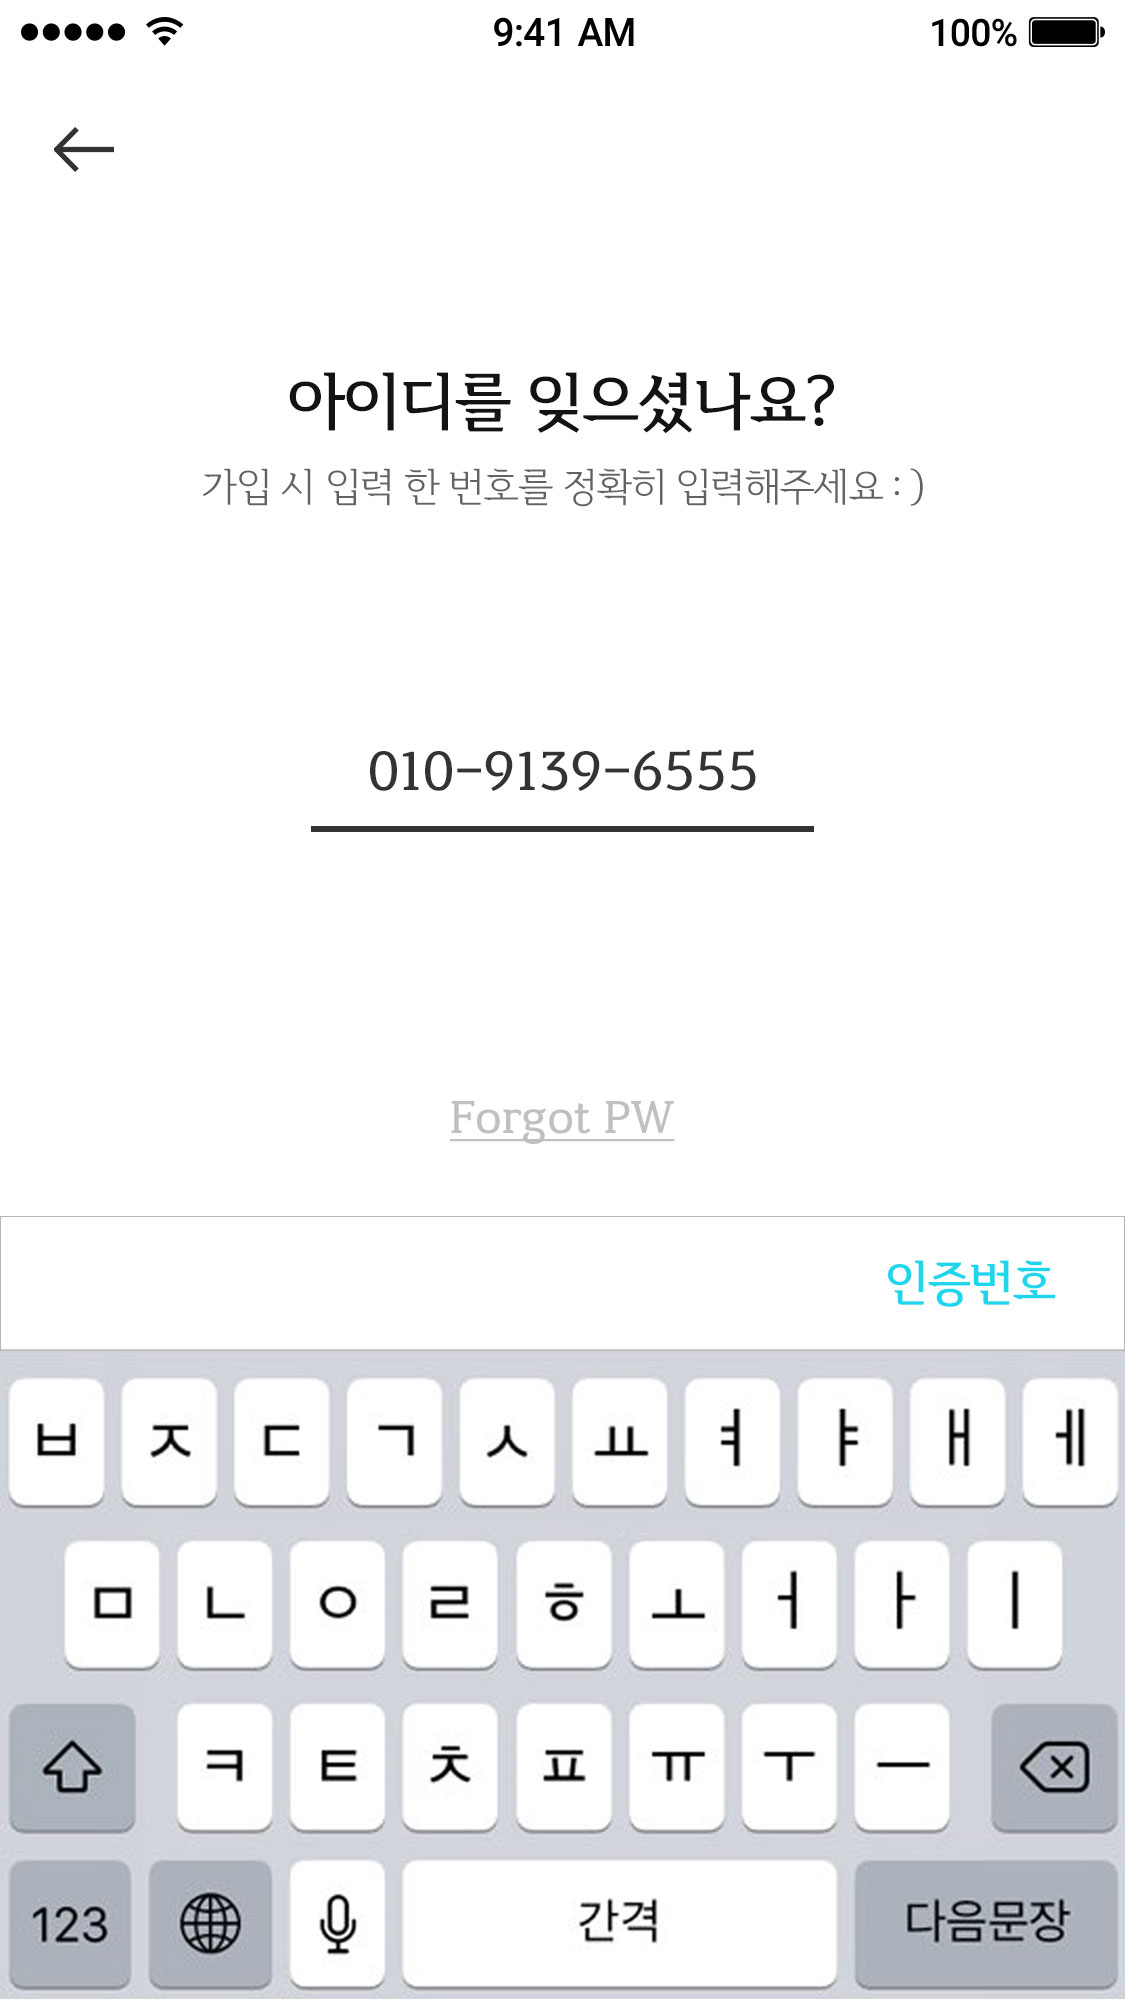 9:41 AM 100%
아이디를 잊으셨나요?
가입 시 입력 한 번호를 정확히 입력해주세요 : )
010-9139-6555
Forgot PW
인증번호
ㅂ ㅈ ㄷ ㄱ ㅅ ㅛ ㅕ ㅑ ㅐ ㅔ
ㅁ ㄴ ㅇ ㄹ ㅎ ㅗ ㅓ ㅏ ㅣ
ㅋ ㅌ ㅊ ㅍ ㅠ ㅜ ㅡ
123 간격 다음문장